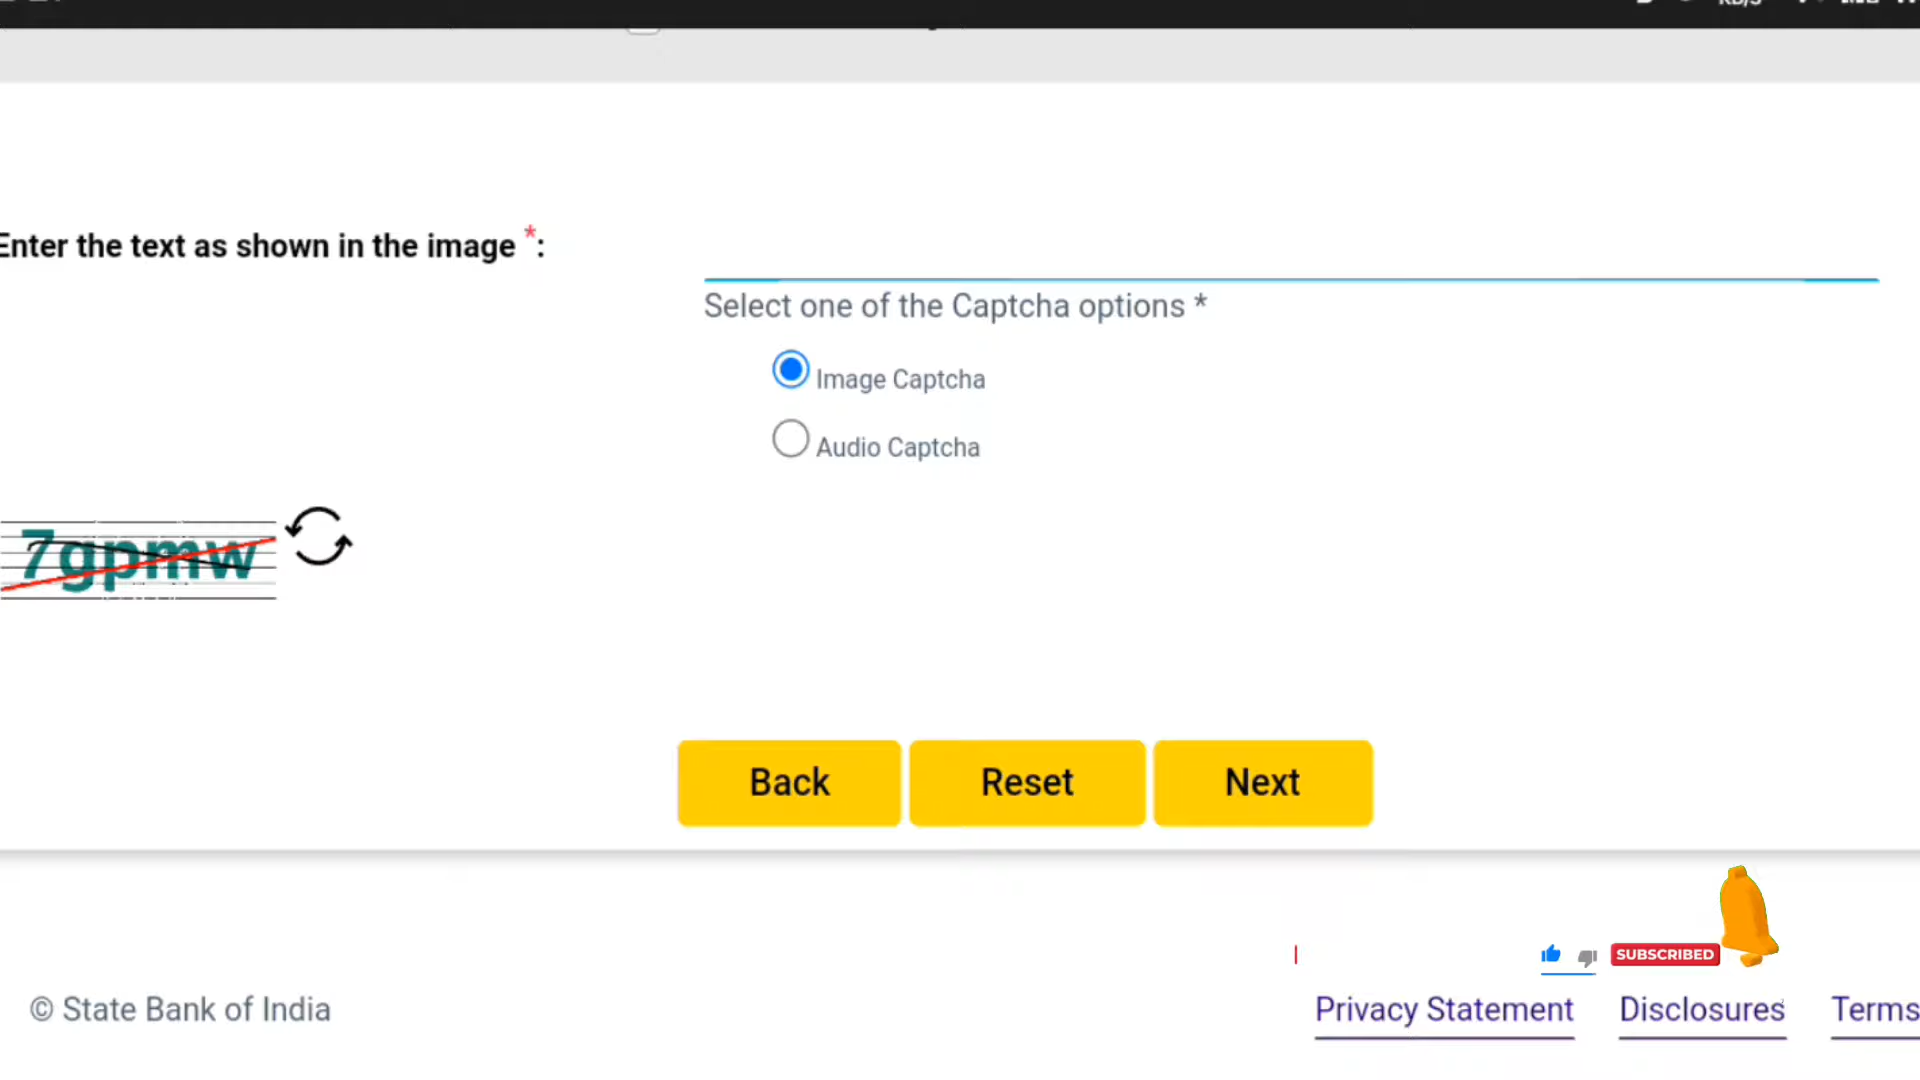 Enter the text as shown in the image *:
Select one of the Captcha options *
Image Captcha
Audio Captcha
7gpmw
Back
Reset
Next
SUBSCRIBED
© State Bank of India
Privacy Statement
Disclosures
Terms